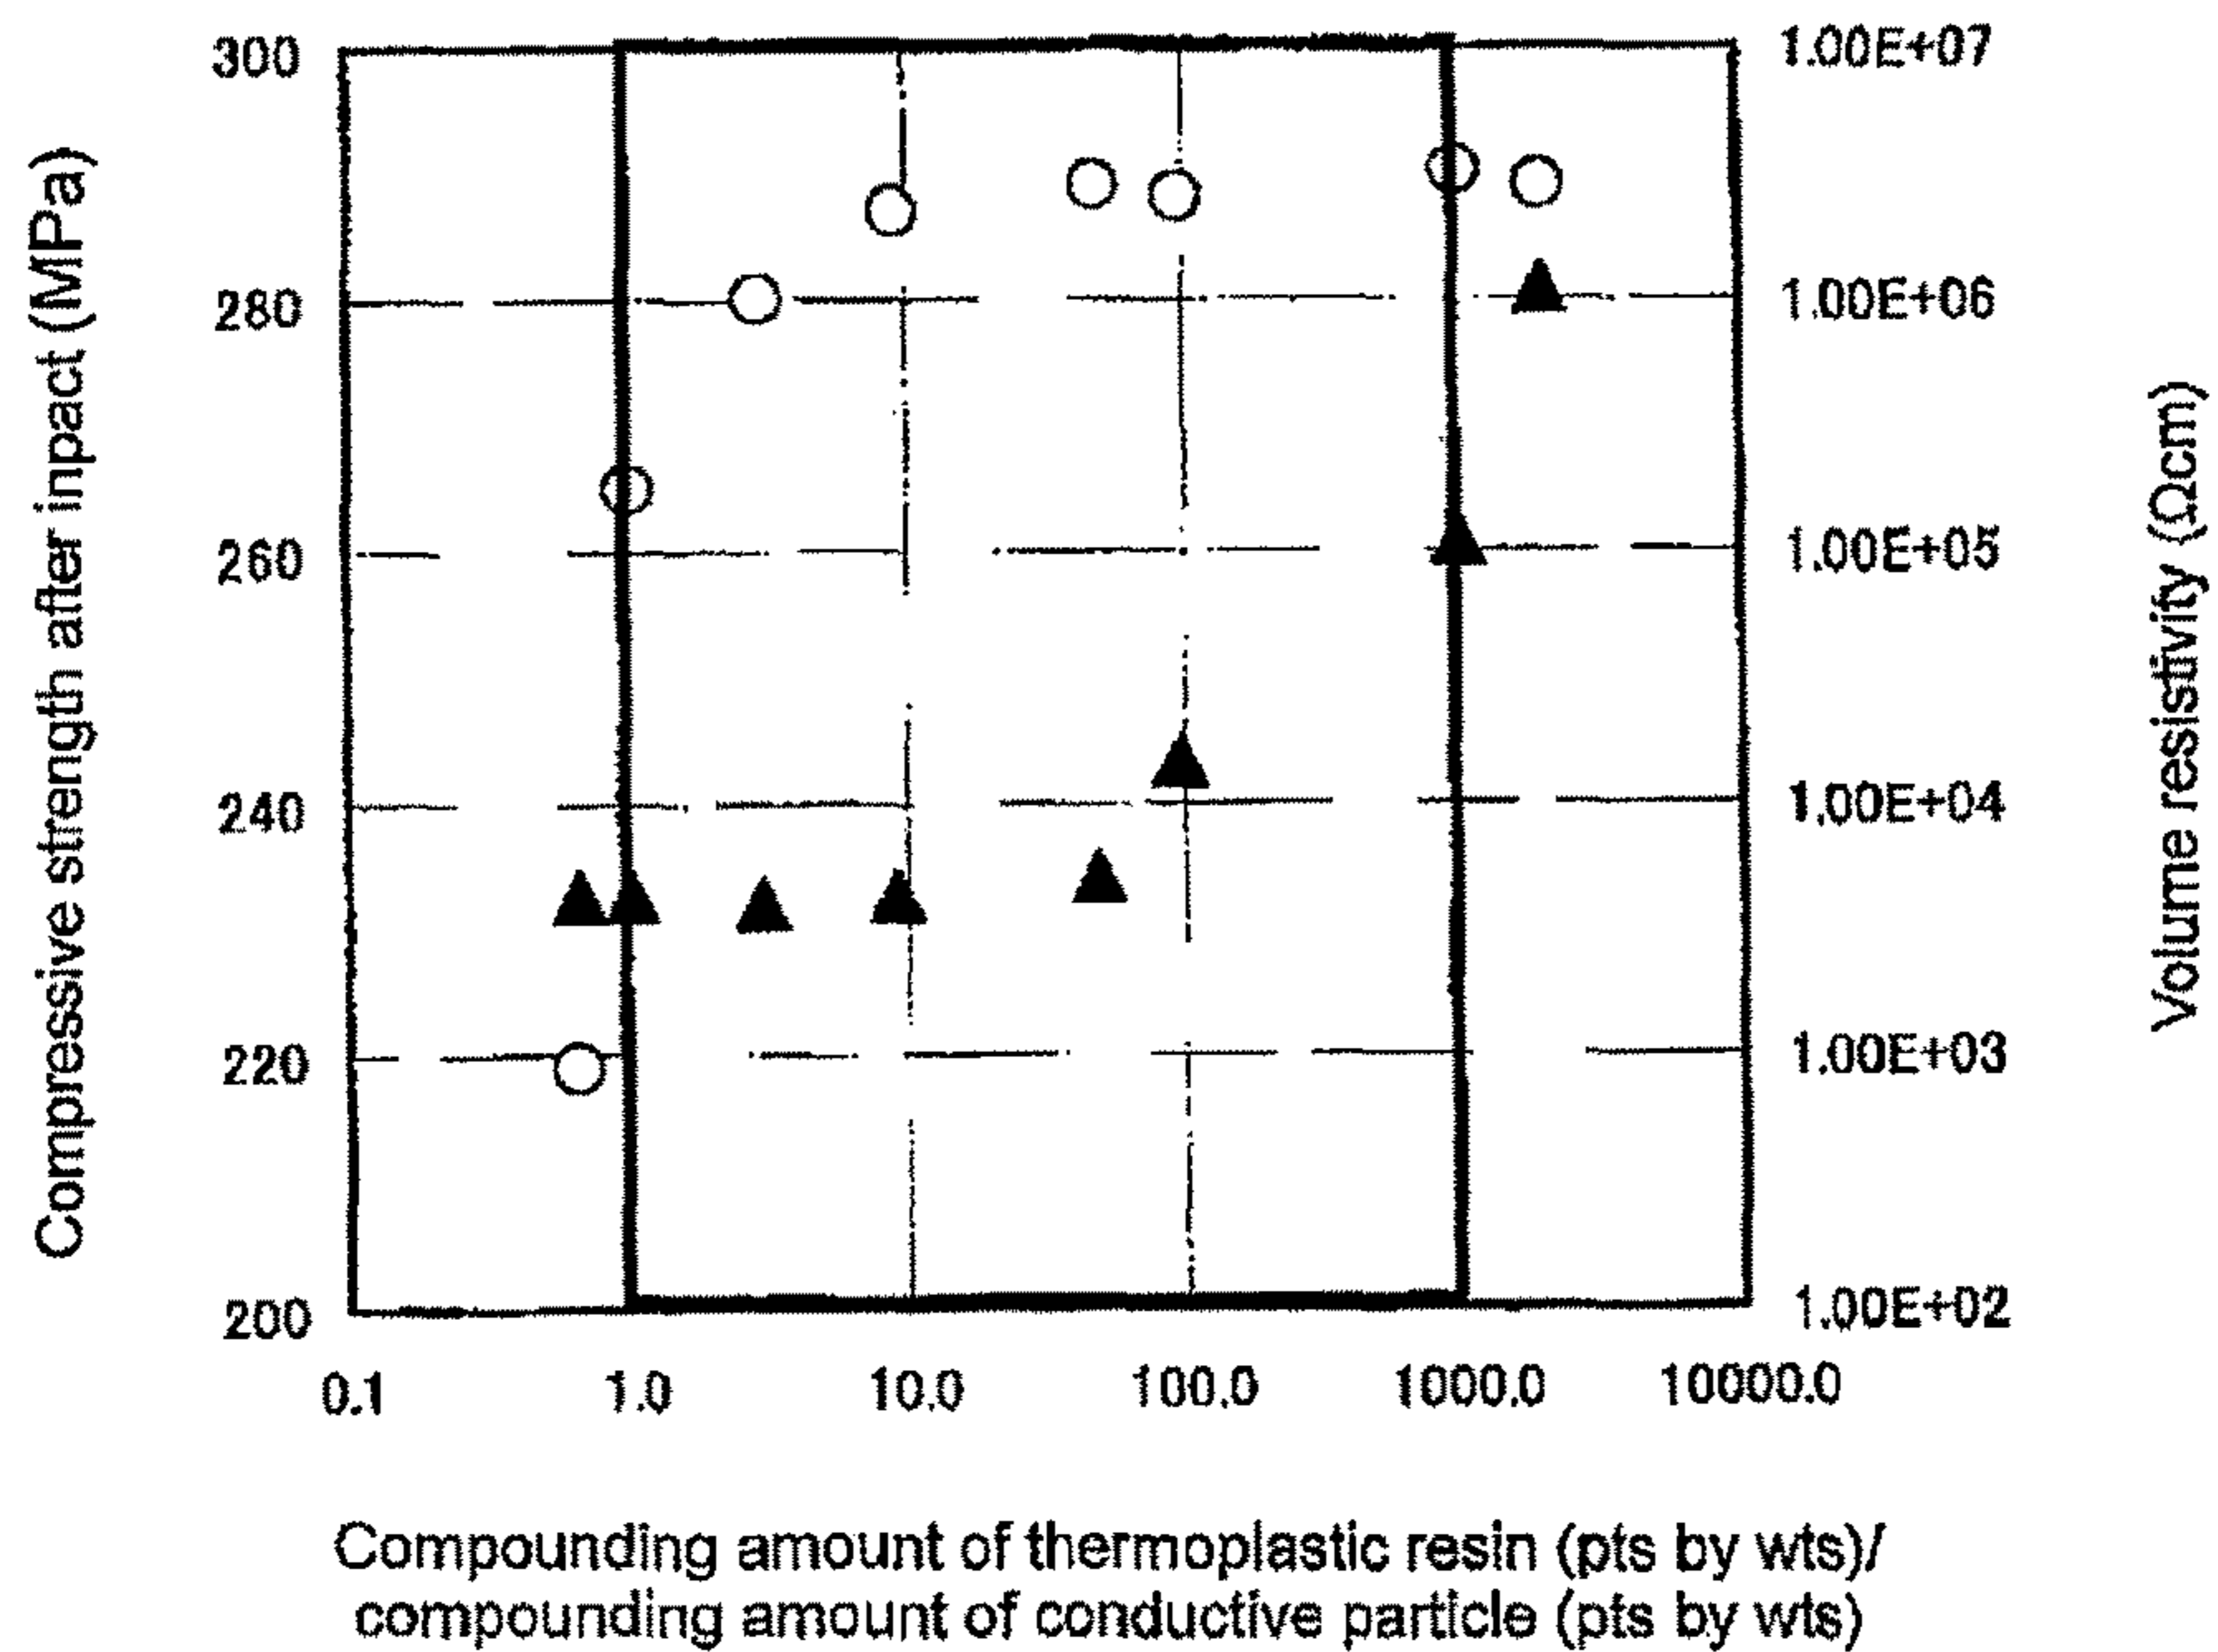 Compressive strength after inpact (MPa)
300
280
260
240
220
200
1.00E+07
1.00E+06
1.00E+05
1.00E+04
1.00E+03
1.00E+02
Volume resistivity (Ωcm)
0.1 1.0 10.0 100.0 1000.0 10000.0
Compounding amount of thermoplastic resin (pts by wts)/
compounding amount of conductive particle (pts by wts)